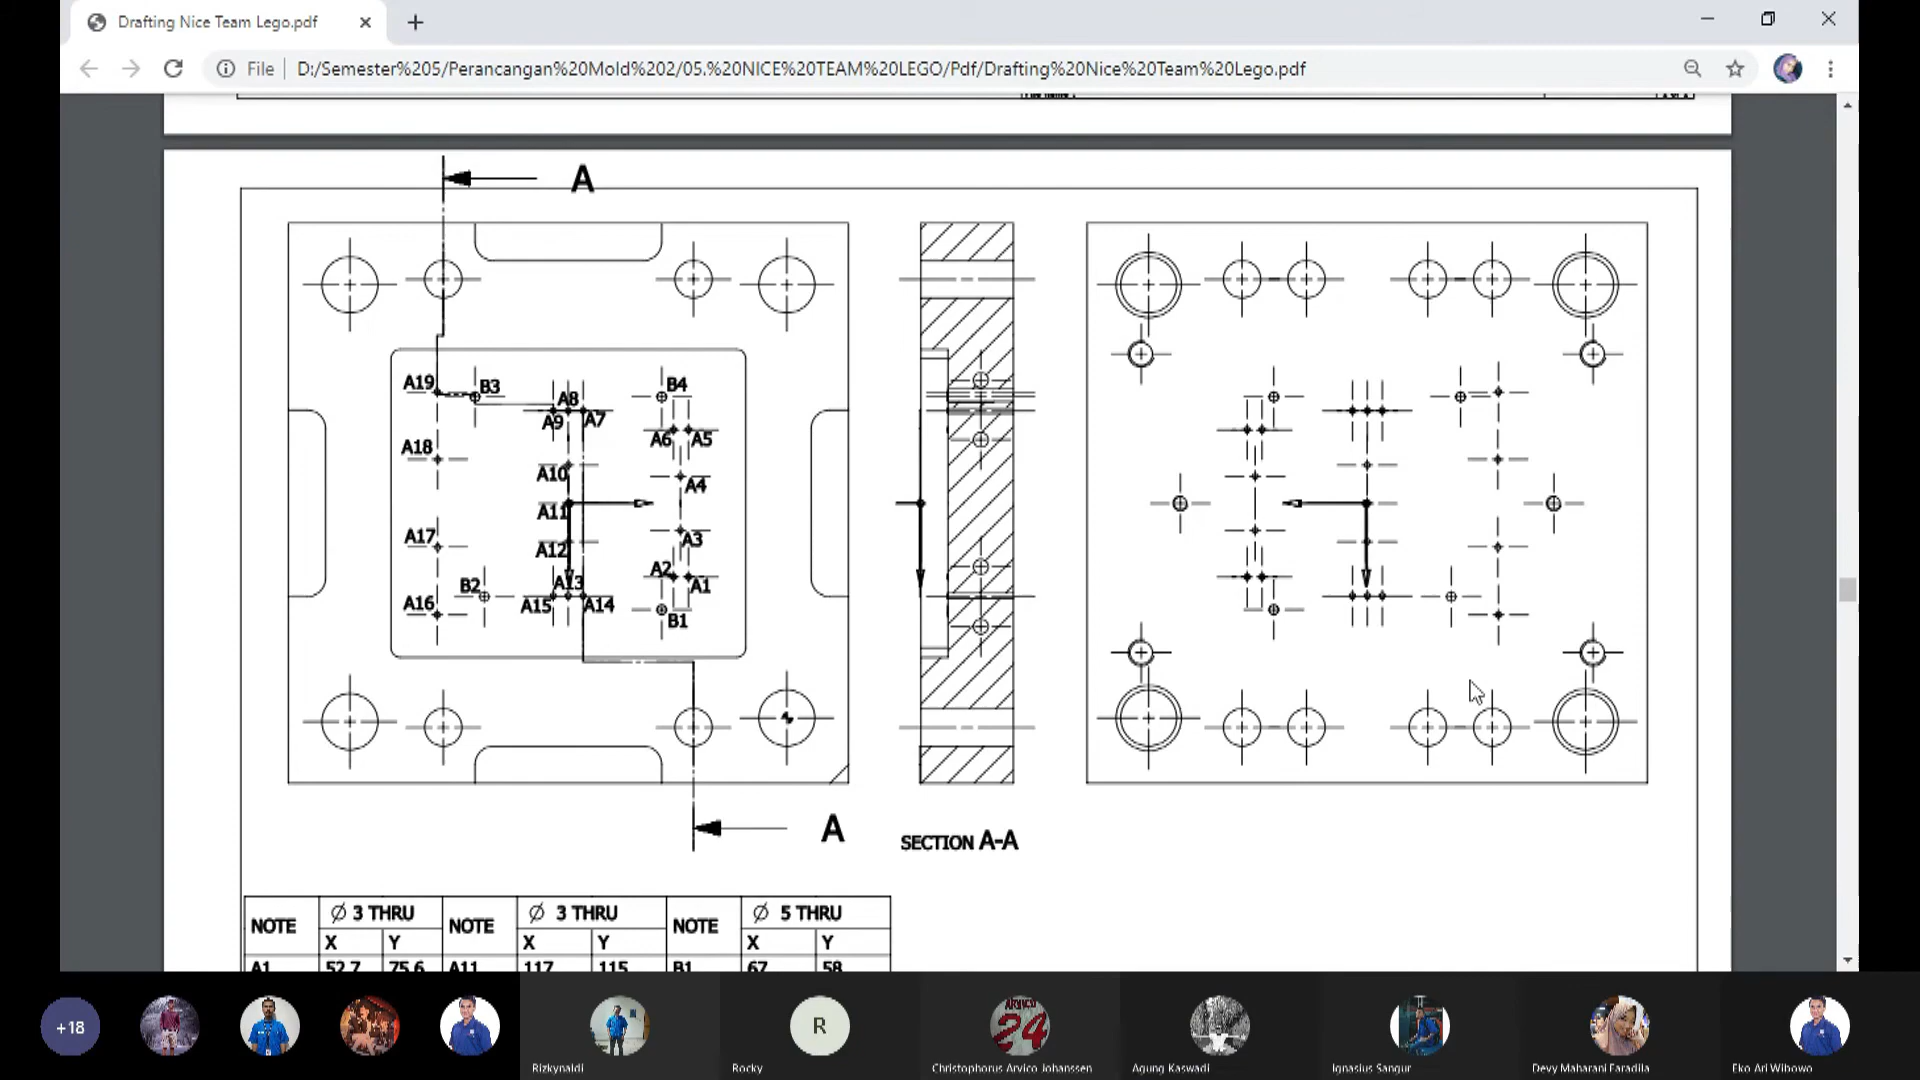 Drafting Nice Team Lego.pdf
File D:/Semester%205/Perancangan%20Mold%202/05.%20NICE%20TEAM%20LEGO/Pdf/Drafting%20Nice%20Team%20Lego.pdf
A
A19 B3 A8 B4
A9 A7 A6 A5
A18
A10 A4
A11
A17 A12 A3
B2 A13 A2 A1
A16 A15 A14
B1
A
SECTION A-A
NOTE Ø 3 THRU NOTE Ø 3 THRU NOTE Ø 5 THRU
X Y X Y X Y
A1 52.7 75.6 A11 117 115 B1 67 58
+18
R
ARVICO
24
Rizkynaldi Rocky Christophorus Arvico Johanssen Agung Kaswadi Ignasius Sangur Devy Maharani Faradila Eko Ari Wibowo